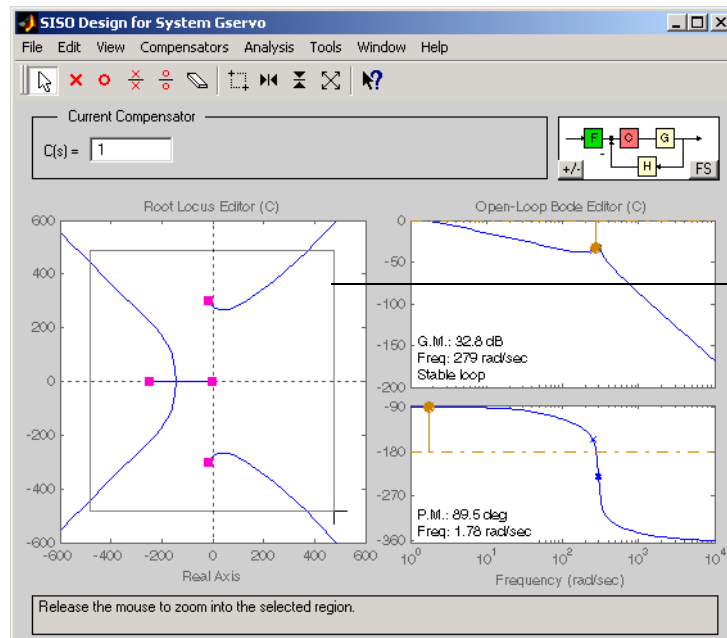 SISO Design for System Gservo
File Edit View Compensators Analysis Tools Window Help
Current Compensator
C(s) = 1
F C G
H
+/- FS
Root Locus Editor (C)
600
400
200
0
-200
-400
-600
-600 -400 -200 0 200 400 600
Real Axis
Open-Loop Bode Editor (C)
0
-50
-100
-150
-200
G.M.: 32.8 dB
Freq: 279 rad/sec
Stable loop
-90
-180
-270
-360
P.M.: 89.5 deg
Freq: 1.78 rad/sec
10^0 10^1 10^2 10^3 10^4
Frequency (rad/sec)
Release the mouse to zoom into the selected region.